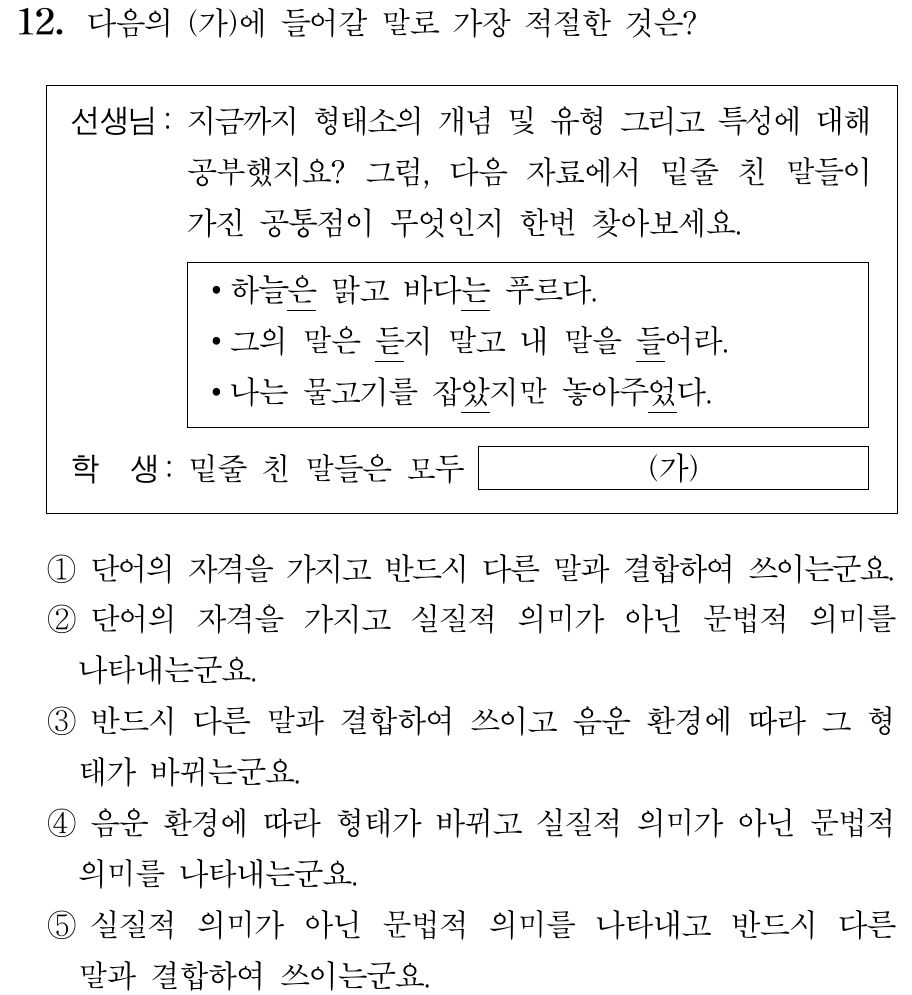 12. 다음의 (가)에 들어갈 말로 가장 적절한 것은?
선생님 : 지금까지 형태소의 개념 및 유형 그리고 특성에 대해
공부했지요? 그럼, 다음 자료에서 밑줄 친 말들이
가진 공통점이 무엇인지 한번 찾아보세요.
• 하늘은 맑고 바다는 푸르다.
• 그의 말은 듣지 말고 내 말을 들어라.
• 나는 물고기를 잡았지만 놓아주었다.
학 생 : 밑줄 친 말들은 모두 (가)
① 단어의 자격을 가지고 반드시 다른 말과 결합하여 쓰이는군요.
② 단어의 자격을 가지고 실질적 의미가 아닌 문법적 의미를
나타내는군요.
③ 반드시 다른 말과 결합하여 쓰이고 음운 환경에 따라 그 형
태가 바뀌는군요.
④ 음운 환경에 따라 형태가 바뀌고 실질적 의미가 아닌 문법적
의미를 나타내는군요.
⑤ 실질적 의미가 아닌 문법적 의미를 나타내고 반드시 다른
말과 결합하여 쓰이는군요.